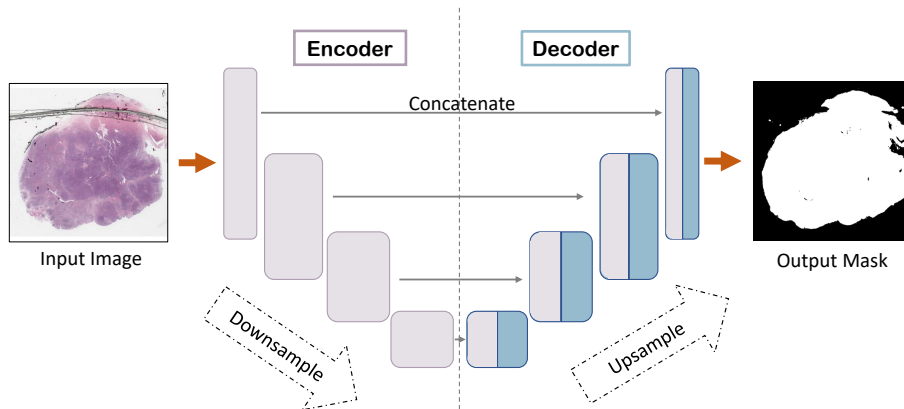 Encoder
Decoder
Concatenate
Input Image
Output Mask
Downsample
Upsample